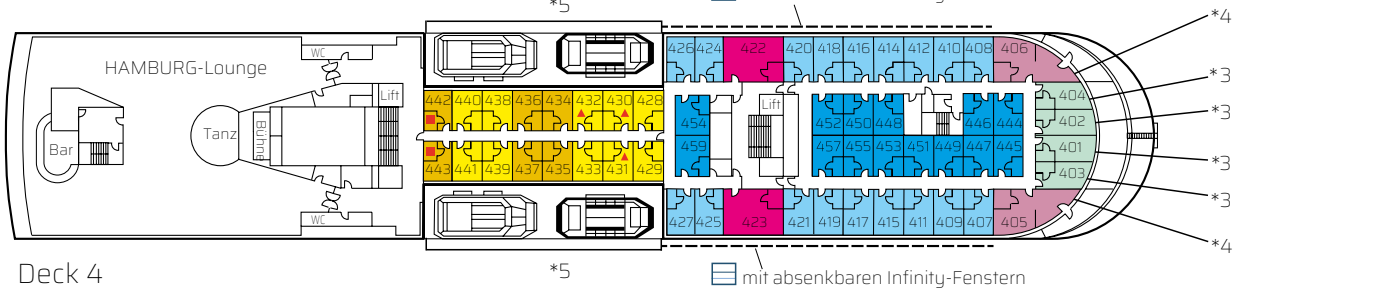 *5
*4
WC
426 424 422 420 418 416 414 412 410 408 406
HAMBURG-Lounge
*3
Lift
442 440 438 436 434 432 430 428
404
Lift
*3
402
454 452 450 448 446 444
Tanz
Bühne
Bar
459 457 455 453 451 449 447 445
401
*3
443 441 439 437 435 433 431 429
403
*3
WC
427 425 423 421 419 417 415 411 409 407 405
*4
Deck 4
*5
mit absenkbaren Infinity-Fenstern